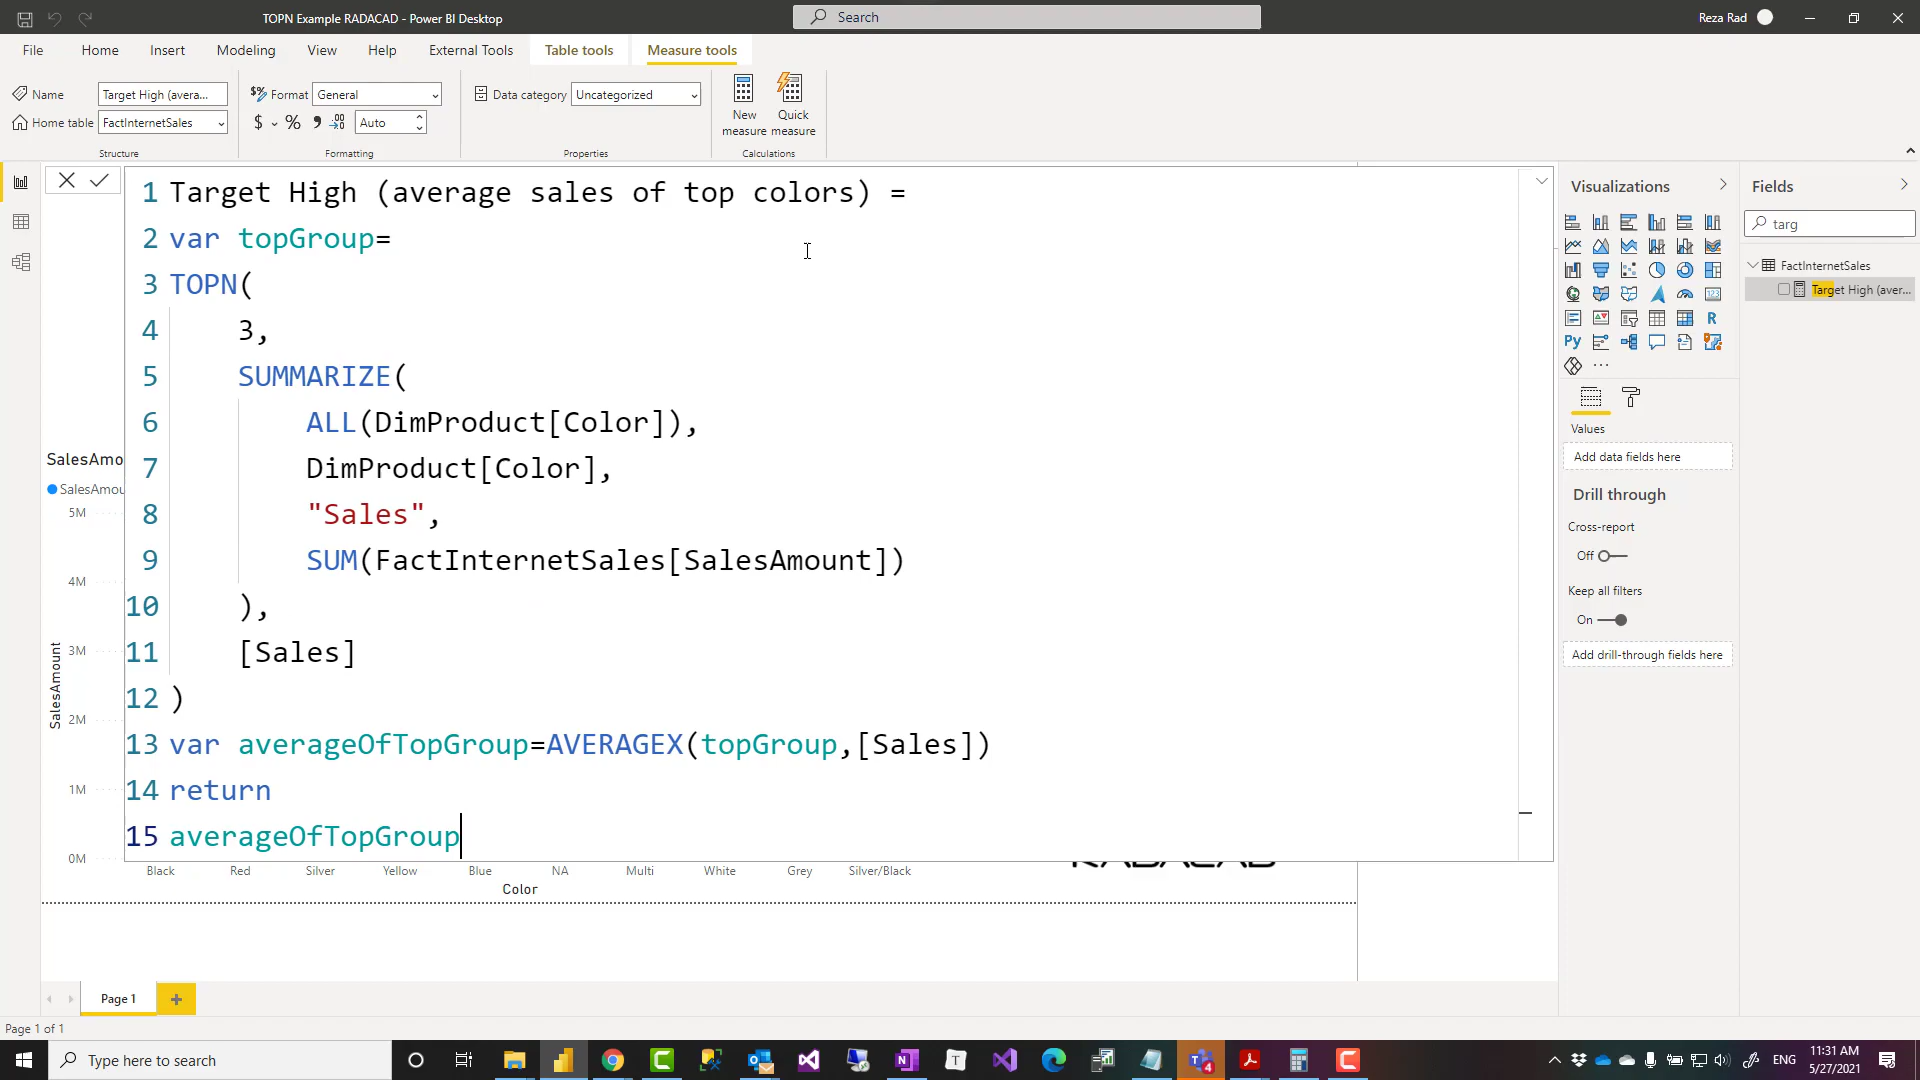 TOPN Example RADACAD - Power BI Desktop
Search
Reza Rad
File Home Insert Modeling View Help External Tools Table tools Measure tools
Name Target High (avera...
Home table FactInternetSales
Structure
$% Format General
$ % 9 .00 Auto
Formatting
Data category Uncategorized
Properties
New measure
Quick measure
Calculations
1 Target High (average sales of top colors) =
2 var topGroup=
3 TOPN(
4 3,
5 SUMMARIZE(
6 ALL(DimProduct[Color]),
7 DimProduct[Color],
8 "Sales",
9 SUM(FactInternetSales[SalesAmount])
10 ),
11 [Sales]
12 )
13 var averageOfTopGroup=AVERAGEX(topGroup,[Sales])
14 return
15 averageOfTopGroup
SalesAmo
SalesAmou
5M
4M
3M
2M
1M
0M
SalesAmount
Black Red Silver Yellow Blue NA Multi White Grey Silver/Black
Color
RADACAD
Visualizations
123
R
Py
...
Values
Add data fields here
Drill through
Cross-report
Off
Keep all filters
On
Add drill-through fields here
Fields
targ
FactInternetSales
Target High (aver...
Page 1
+
Page 1 of 1
Type here to search
T
4
ENG
11:31 AM
5/27/2021